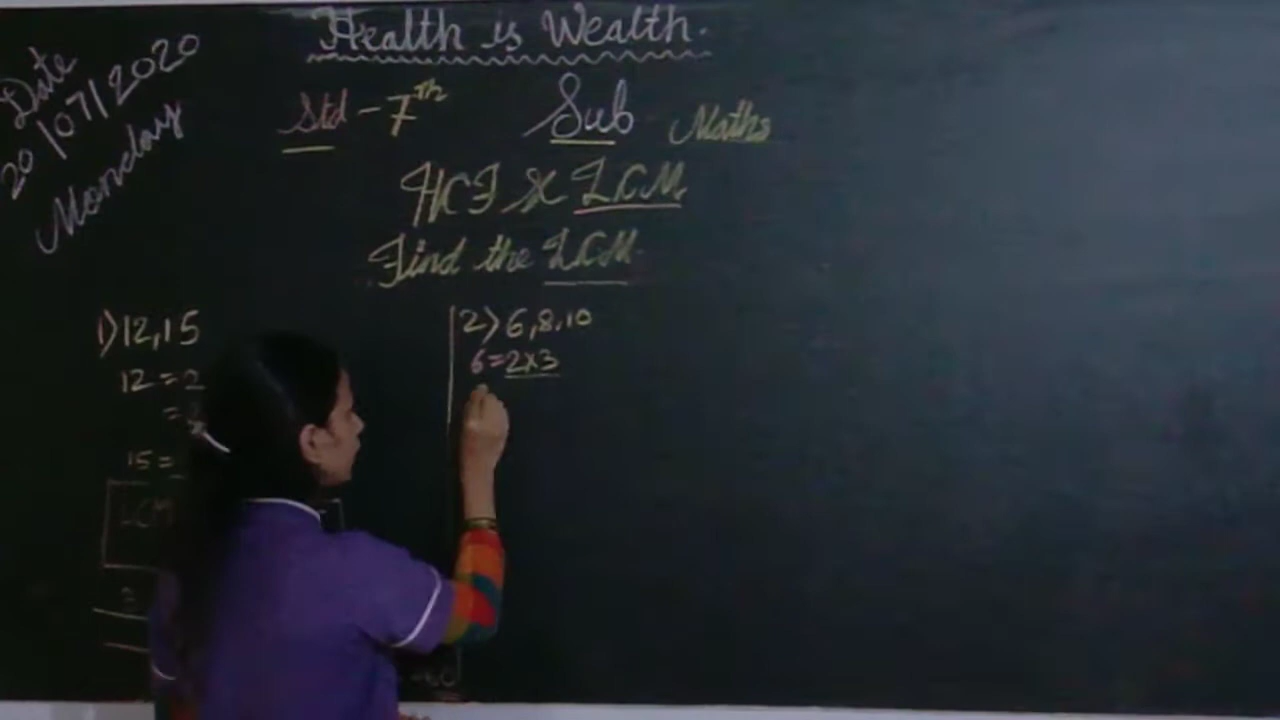 Health is Wealth.
Date
20/07/2020
Monday
Std - 7th Sub Maths
HCF & LCM
Find the LCM
1) 12,15
12 = 2
=
15 =
LCM
2) 6,8,10
6=2x3